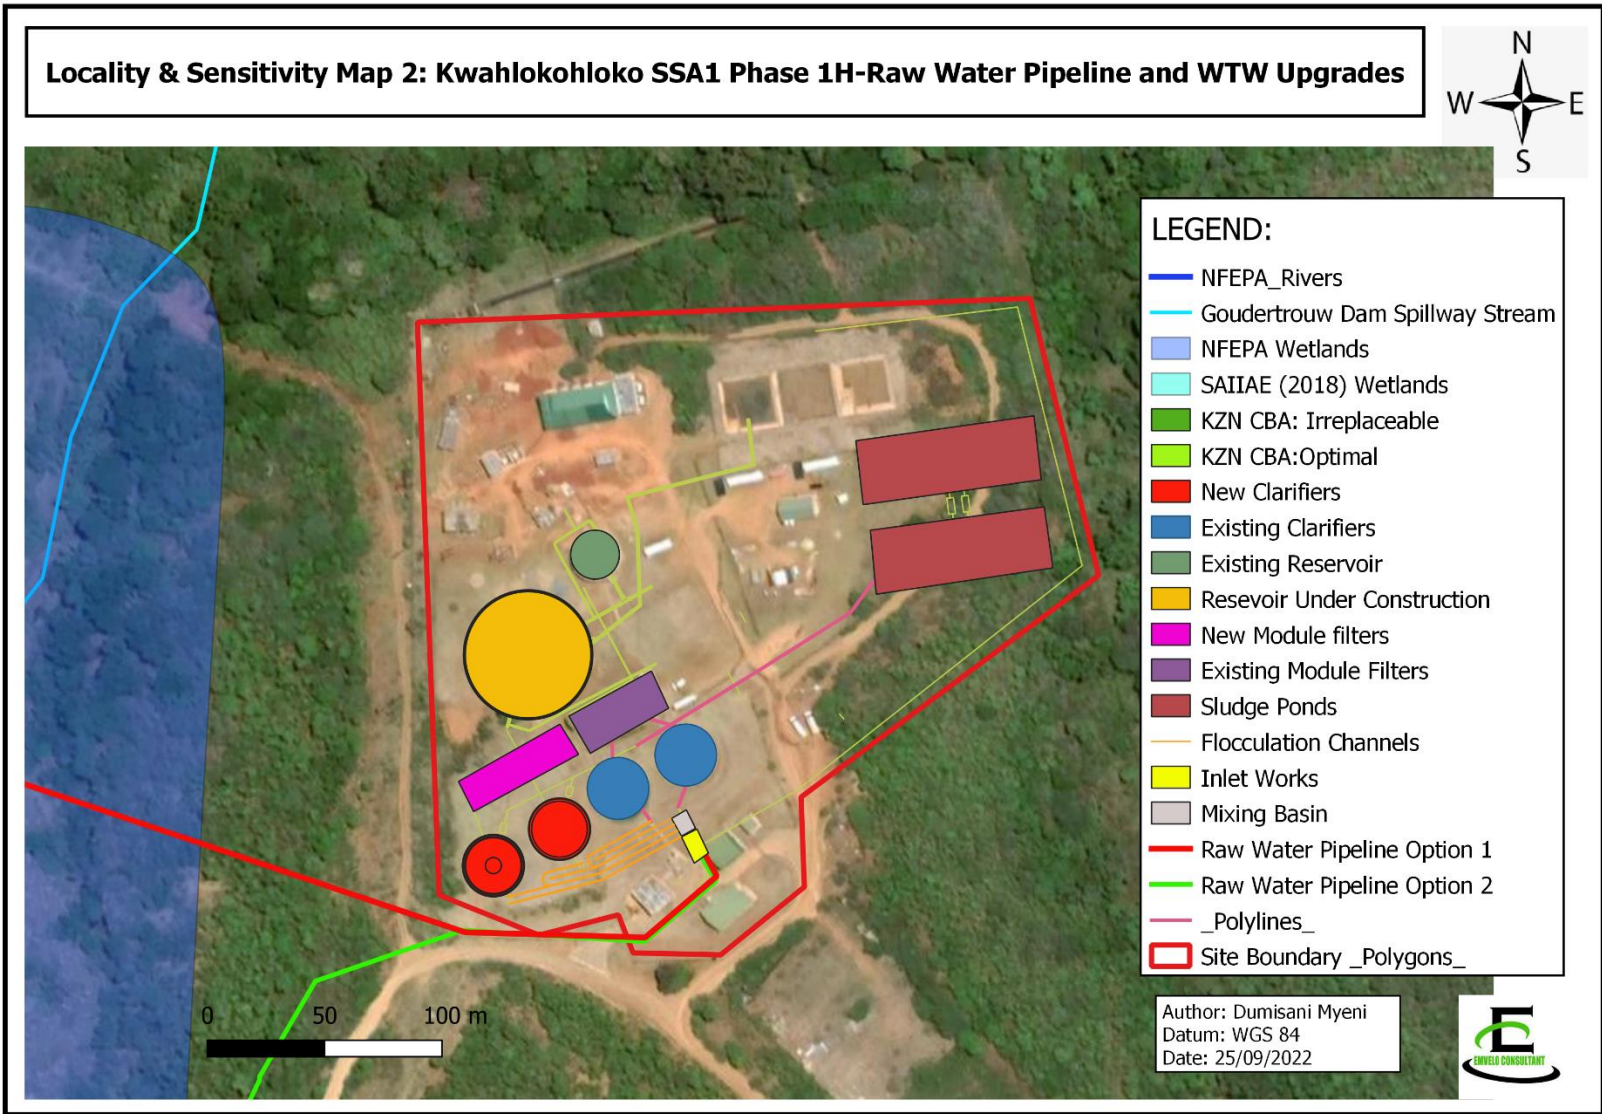 Locality & Sensitivity Map 2: Kwahlokohloko SSA1 Phase 1H-Raw Water Pipeline and WTW Upgrades
N
W
E
S
LEGEND:
NFEPA_Rivers
Goudertrouw Dam Spillway Stream
NFEPA Wetlands
SAIIAE (2018) Wetlands
KZN CBA: Irreplaceable
KZN CBA:Optimal
New Clarifiers
Existing Clarifiers
Existing Reservoir
Resevoir Under Construction
New Module filters
Existing Module Filters
Sludge Ponds
Flocculation Channels
Inlet Works
Mixing Basin
Raw Water Pipeline Option 1
Raw Water Pipeline Option 2
_Polylines_
Site Boundary _Polygons_
0 50 100 m
Author: Dumisani Myeni
Datum: WGS 84
Date: 25/09/2022
E
EMVELO CONSULTANT